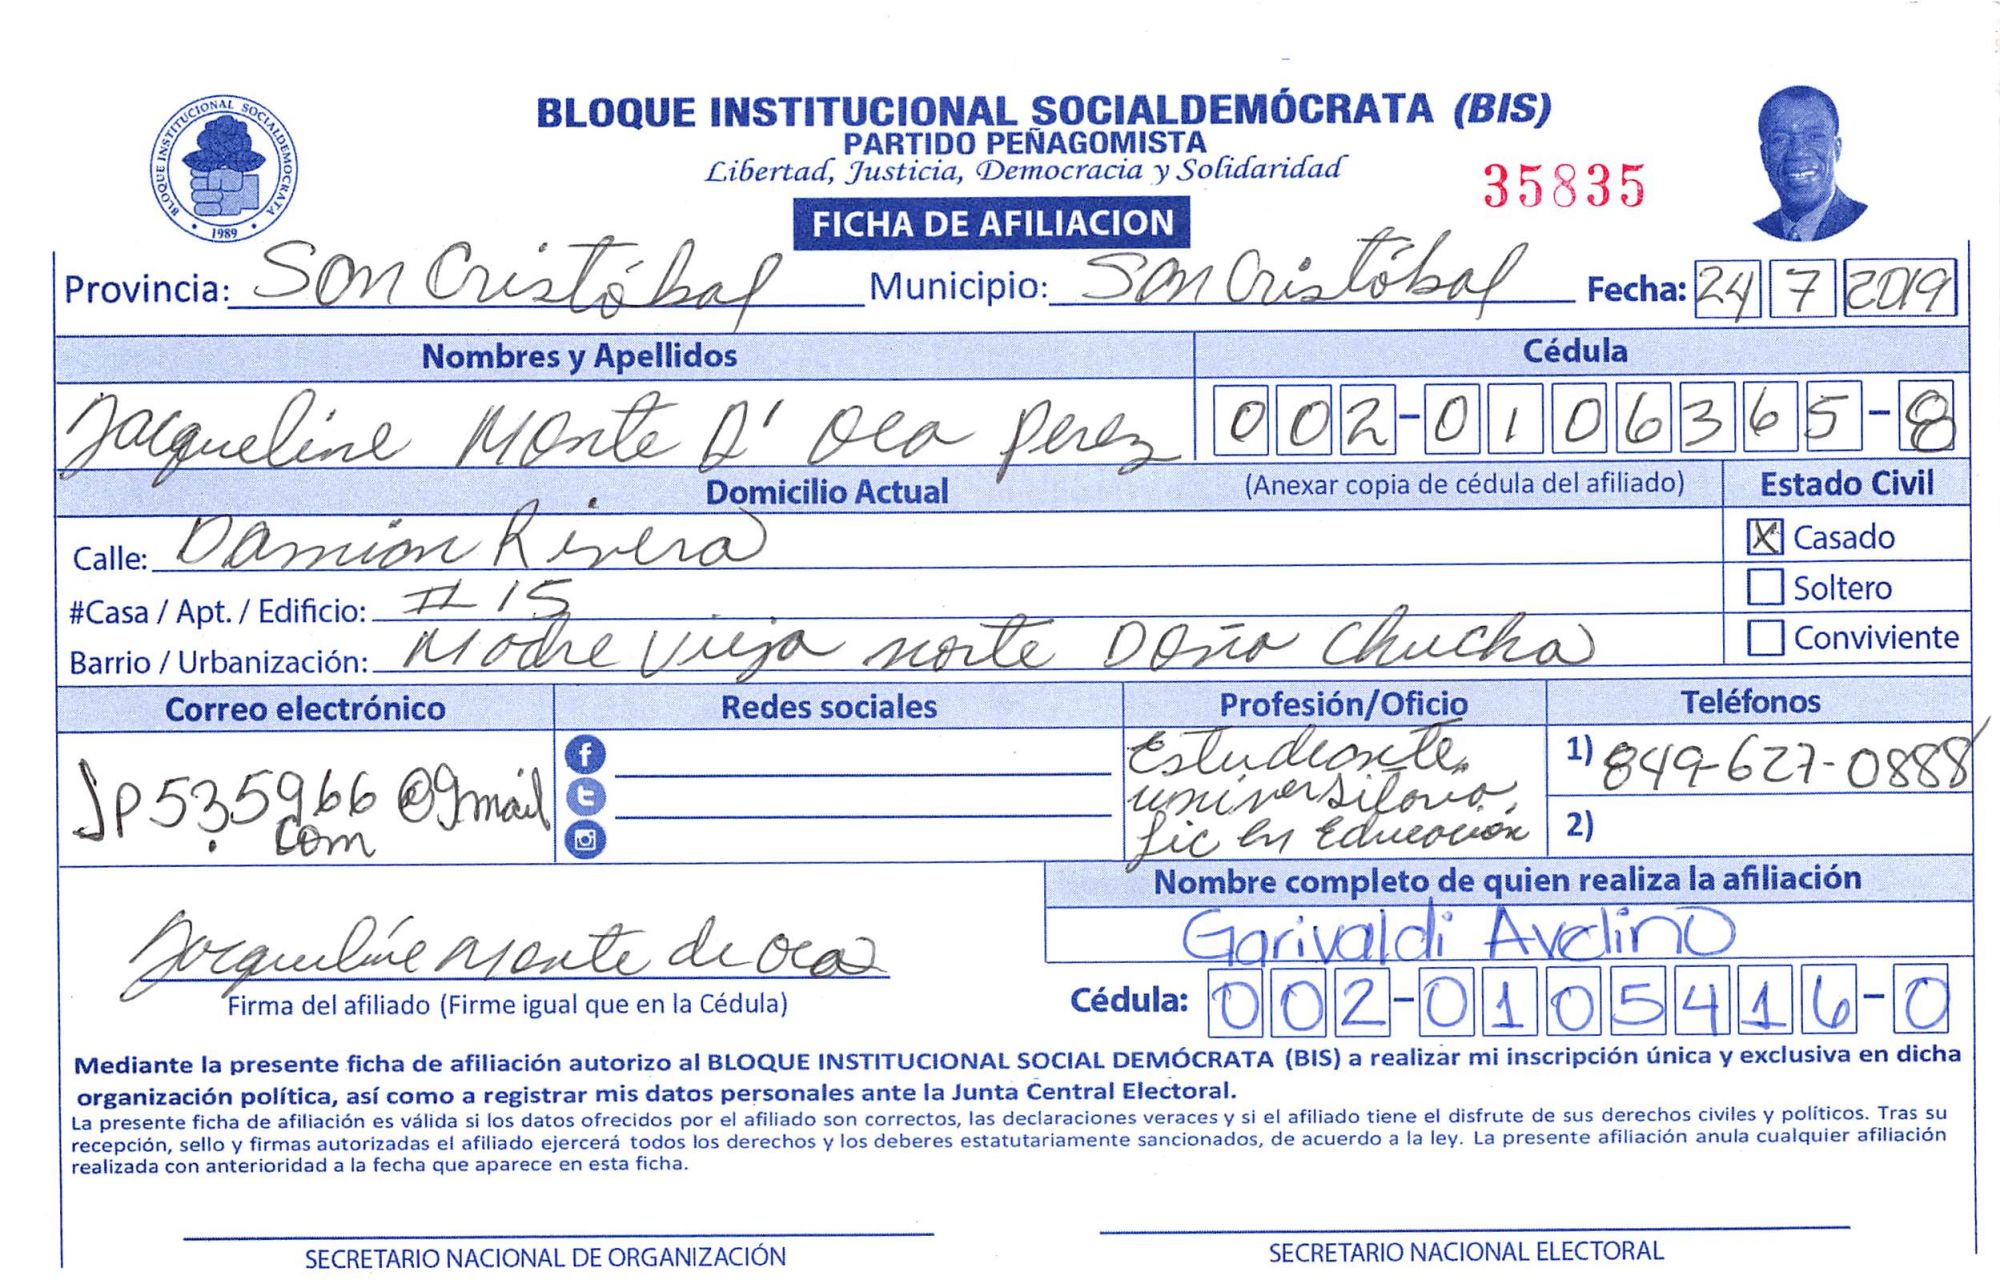 BLOQUE INSTITUCIONAL SOCIALDEMOCRATA
1989
BLOQUE INSTITUCIONAL SOCIALDEMÓCRATA (BIS)
PARTIDO PEÑAGOMISTA
Libertad, Justicia, Democracia y Solidaridad
35835
FICHA DE AFILIACION
Provincia: San Cristóbal Municipio: San Cristóbal Fecha: 24 7 2019
Nombres y Apellidos Cédula
Jacqueline Monte D' Oca Perez 002-0106365-8
Domicilio Actual (Anexar copia de cédula del afiliado) Estado Civil
Calle: Damian Rivera X Casado
#Casa / Apt. / Edificio: # 15 Soltero
Barrio / Urbanización: Madre Vieja norte Doña Chucha Conviviente
Correo electrónico Redes sociales Profesión/Oficio Teléfonos
Jp535966@gmail
.com
Estudiante
universitaria.
Lic en Educación
1) 849-627-0888
2)
Nombre completo de quien realiza la afiliación
Garivaldi Avelino
Jacqueline Monte de oca
Firma del afiliado (Firme igual que en la Cédula)
Cédula: 002-0105416-0
Mediante la presente ficha de afiliación autorizo al BLOQUE INSTITUCIONAL SOCIAL DEMÓCRATA (BIS) a realizar mi inscripción única y exclusiva en dicha
organización política, así como a registrar mis datos personales ante la Junta Central Electoral.
La presente ficha de afiliación es válida si los datos ofrecidos por el afiliado son correctos, las declaraciones veraces y si el afiliado tiene el disfrute de sus derechos civiles y políticos. Tras su
recepción, sello y firmas autorizadas el afiliado ejercerá todos los derechos y los deberes estatutariamente sancionados, de acuerdo a la ley. La presente afiliación anula cualquier afiliación
realizada con anterioridad a la fecha que aparece en esta ficha.
SECRETARIO NACIONAL DE ORGANIZACIÓN SECRETARIO NACIONAL ELECTORAL